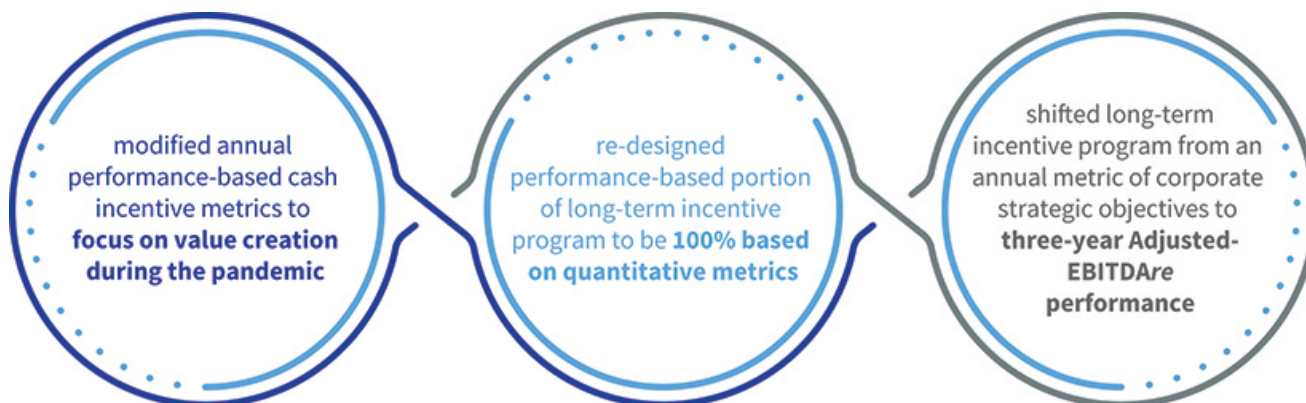 modified annual
performance-based cash
incentive metrics to
focus on value creation
during the pandemic
re-designed
performance-based portion
of long-term incentive
program to be 100% based
on quantitative metrics
shifted long-term
incentive program from an
annual metric of corporate
strategic objectives to
three-year Adjusted-
EBITDAre
performance